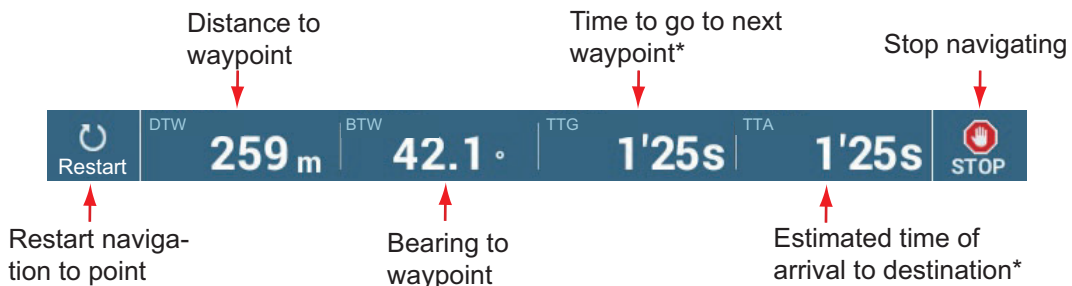 Distance to
waypoint
Time to go to next
waypoint*
Stop navigating
Restart
DTW
259 m
BTW
42.1 °
TTG
1'25s
TTA
1'25s
STOP
Restart naviga-
tion to point
Bearing to
waypoint
Estimated time of
arrival to destination*